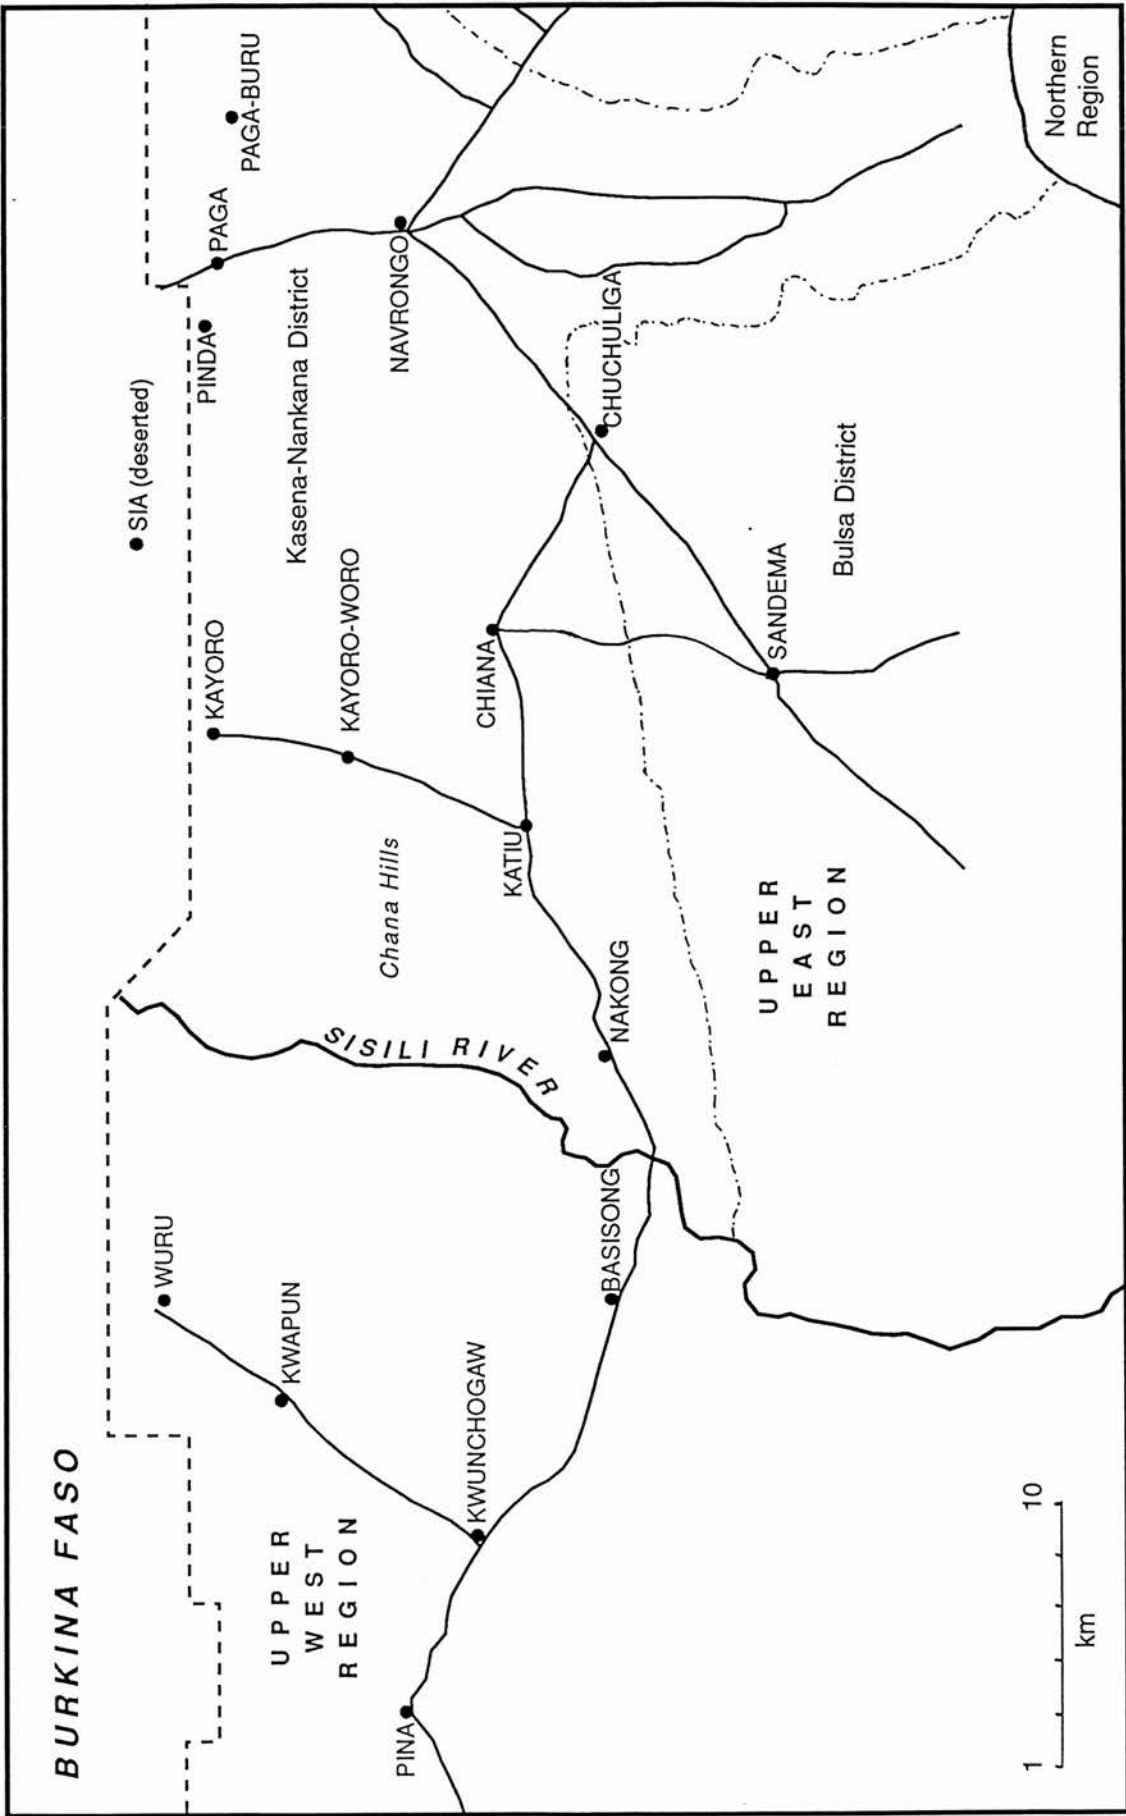 BURKINA FASO
SIA (deserted)
WURU
KAYORO
PINDA
PAGA
PAGA-BURU
KWAPUN
UPPER
WEST
REGION
KAYORO-WORO
Kasena-Nankana District
Chana Hills
SISILI RIVER
NAVRONGO
PINA
KWUNCHOGAW
CHIANA
KATIU
BASISONG
NAKONG
CHUCHULIGA
UPPER
EAST
REGION
SANDEMA
Bulsa District
Northern
Region
1 10
km